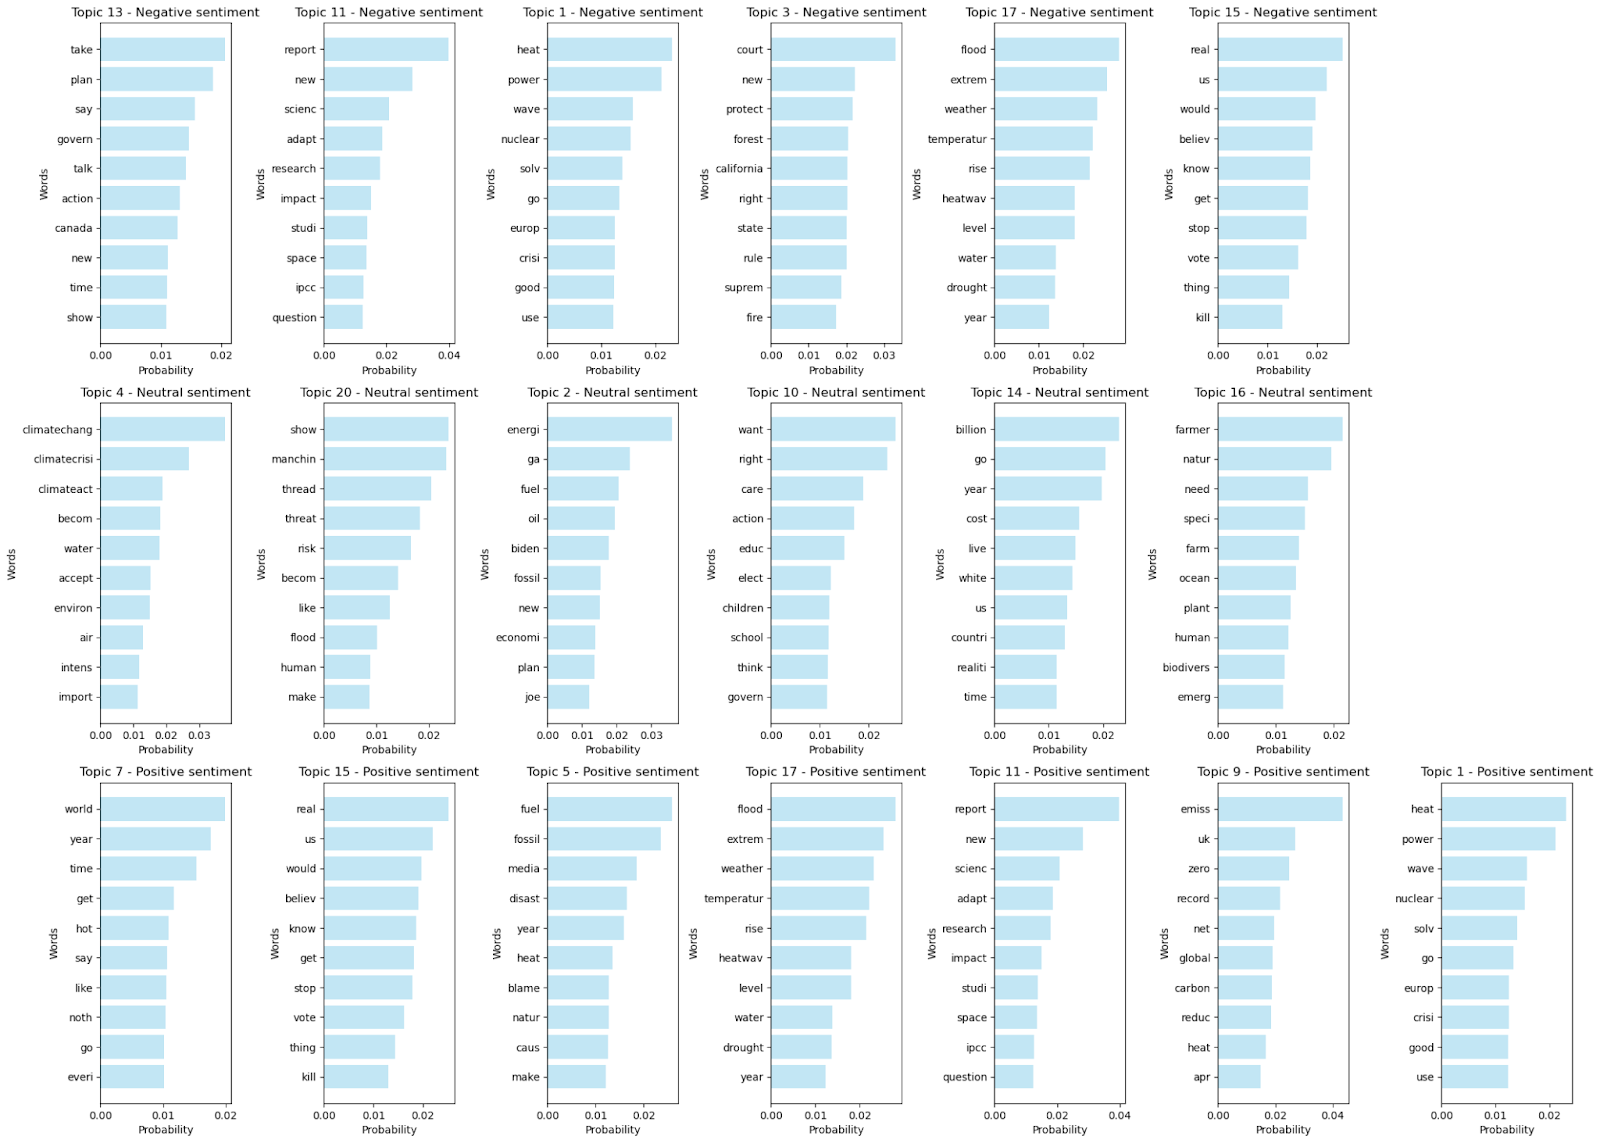 Topic 13 - Negative sentiment
Words
take
plan
say
govern
talk
action
canada
new
time
show
0.00 0.01 0.02
Probability
Topic 11 - Negative sentiment
Words
report
new
scienc
adapt
research
impact
studi
space
ipcc
question
0.00 0.02 0.04
Probability
Topic 1 - Negative sentiment
Words
heat
power
wave
nuclear
solv
go
europ
crisi
good
use
0.00 0.01 0.02
Probability
Topic 3 - Negative sentiment
Words
court
new
protect
forest
california
right
state
rule
suprem
fire
0.00 0.01 0.02 0.03
Probability
Topic 17 - Negative sentiment
Words
flood
extrem
weather
temperatur
rise
heatwav
level
water
drought
year
0.00 0.01 0.02
Probability
Topic 15 - Negative sentiment
Words
real
us
would
believ
know
get
stop
vote
thing
kill
0.00 0.01 0.02
Probability
Topic 4 - Neutral sentiment
Words
climatechang
climatecrisi
climateact
becom
water
accept
environ
air
intens
import
0.00 0.01 0.02 0.03
Probability
Topic 20 - Neutral sentiment
Words
show
manchin
thread
threat
risk
becom
like
flood
human
make
0.00 0.01 0.02
Probability
Topic 2 - Neutral sentiment
Words
energi
ga
fuel
oil
biden
fossil
new
economi
plan
joe
0.00 0.01 0.02 0.03
Probability
Topic 10 - Neutral sentiment
Words
want
right
care
action
educ
elect
children
school
think
govern
0.00 0.01 0.02
Probability
Topic 14 - Neutral sentiment
Words
billion
go
year
cost
live
white
us
countri
realiti
time
0.00 0.01 0.02
Probability
Topic 16 - Neutral sentiment
Words
farmer
natur
need
speci
farm
ocean
plant
human
biodivers
emerg
0.00 0.01 0.02
Probability
Topic 7 - Positive sentiment
Words
world
year
time
get
hot
say
like
noth
go
everi
0.00 0.01 0.02
Probability
Topic 15 - Positive sentiment
Words
real
us
would
believ
know
get
stop
vote
thing
kill
0.00 0.01 0.02
Probability
Topic 5 - Positive sentiment
Words
fuel
fossil
media
disast
year
heat
blame
natur
caus
make
0.00 0.01 0.02
Probability
Topic 17 - Positive sentiment
Words
flood
extrem
weather
temperatur
rise
heatwav
level
water
drought
year
0.00 0.01 0.02
Probability
Topic 11 - Positive sentiment
Words
report
new
scienc
adapt
research
impact
studi
space
ipcc
question
0.00 0.02 0.04
Probability
Topic 9 - Positive sentiment
Words
emiss
uk
zero
record
net
global
carbon
reduc
heat
apr
0.00 0.02 0.04
Probability
Topic 1 - Positive sentiment
Words
heat
power
wave
nuclear
solv
go
europ
crisi
good
use
0.00 0.01 0.02
Probability